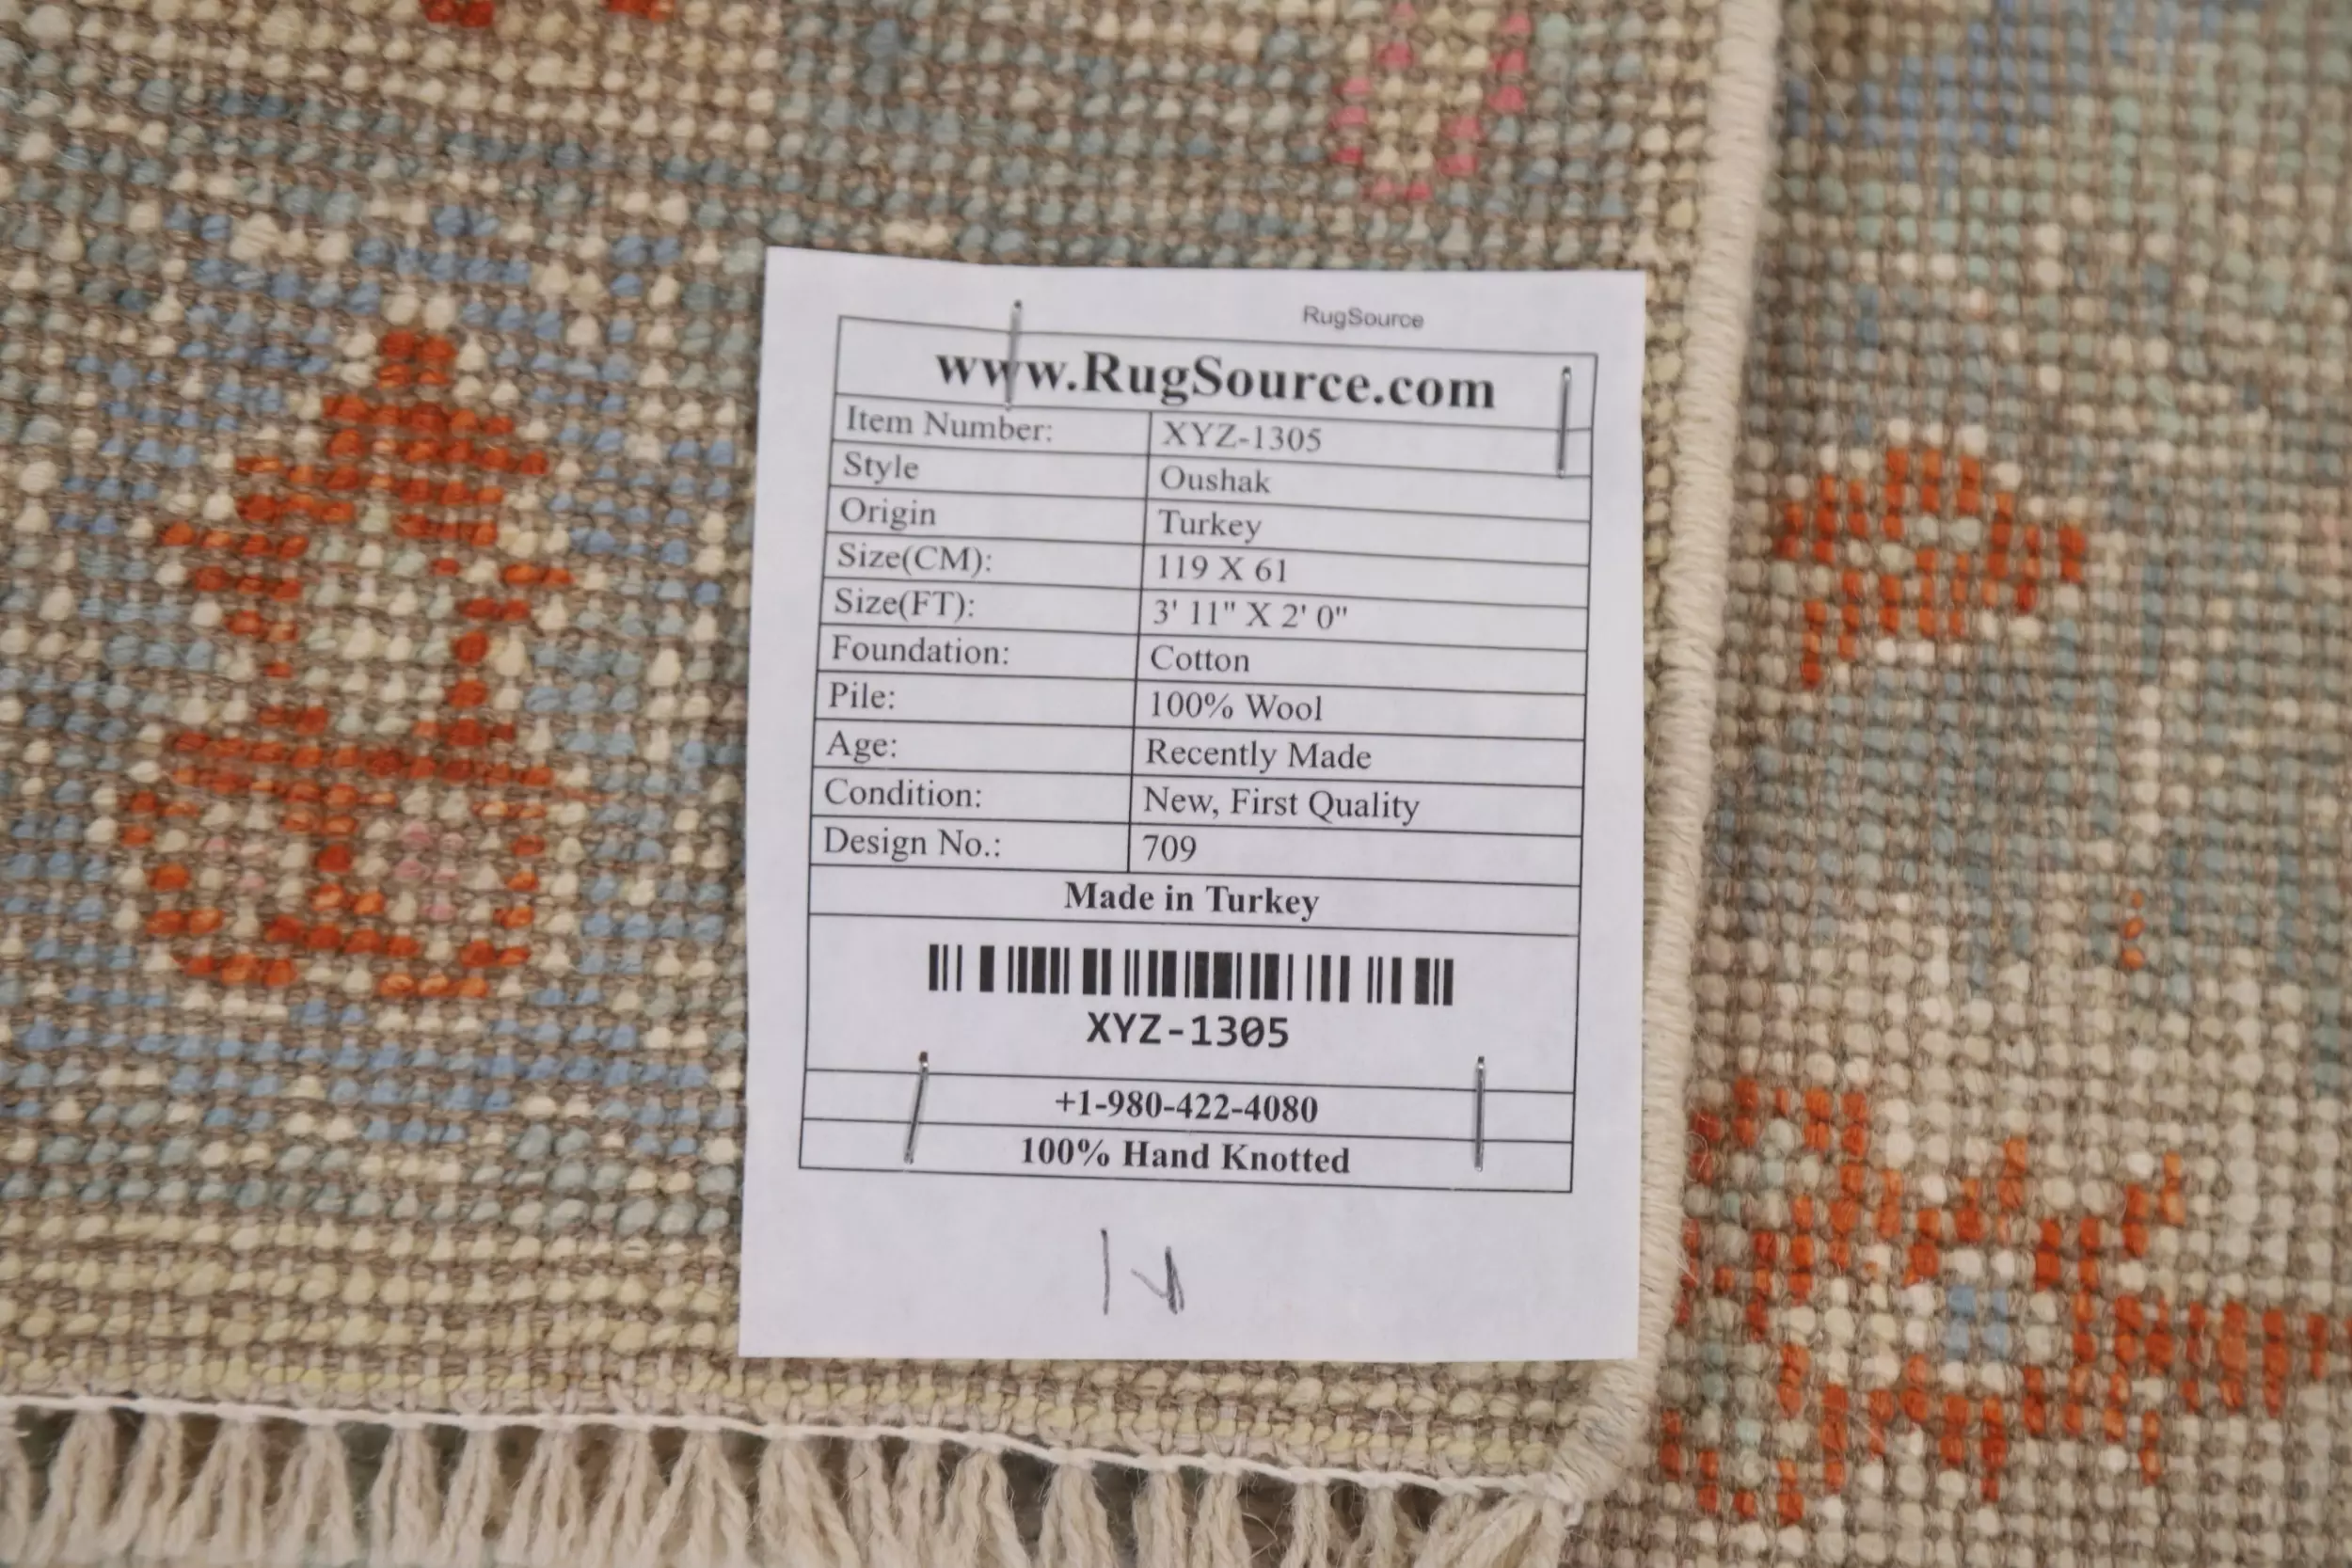 RugSource
www.RugSource.com
Item Number: XYZ-1305
Style Oushak
Origin Turkey
Size(CM): 119 X 61
Size(FT): 3' 11" X 2' 0"
Foundation: Cotton
Pile: 100% Wool
Age: Recently Made
Condition: New, First Quality
Design No.: 709
Made in Turkey
XYZ-1305
+1-980-422-4080
100% Hand Knotted